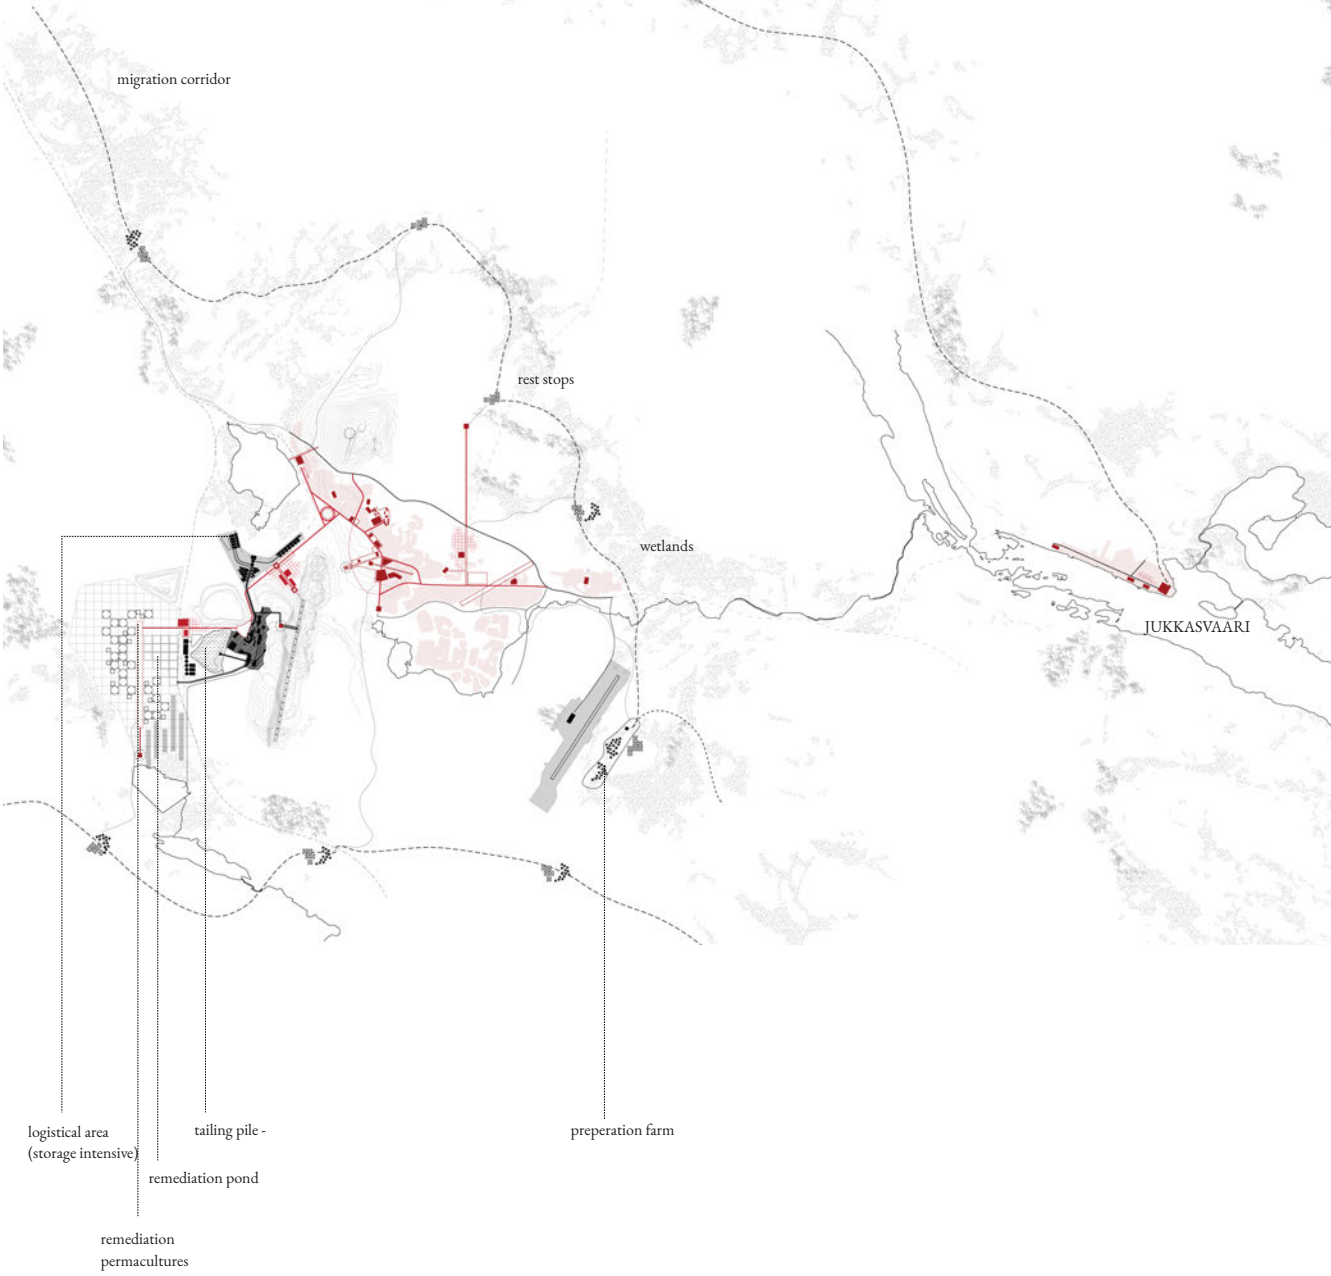 migration corridor
rest stops
wetlands
JUKKASVAARI
logistical area
(storage intensive)
tailing pile -
preperation farm
remediation pond
remediation
permacultures